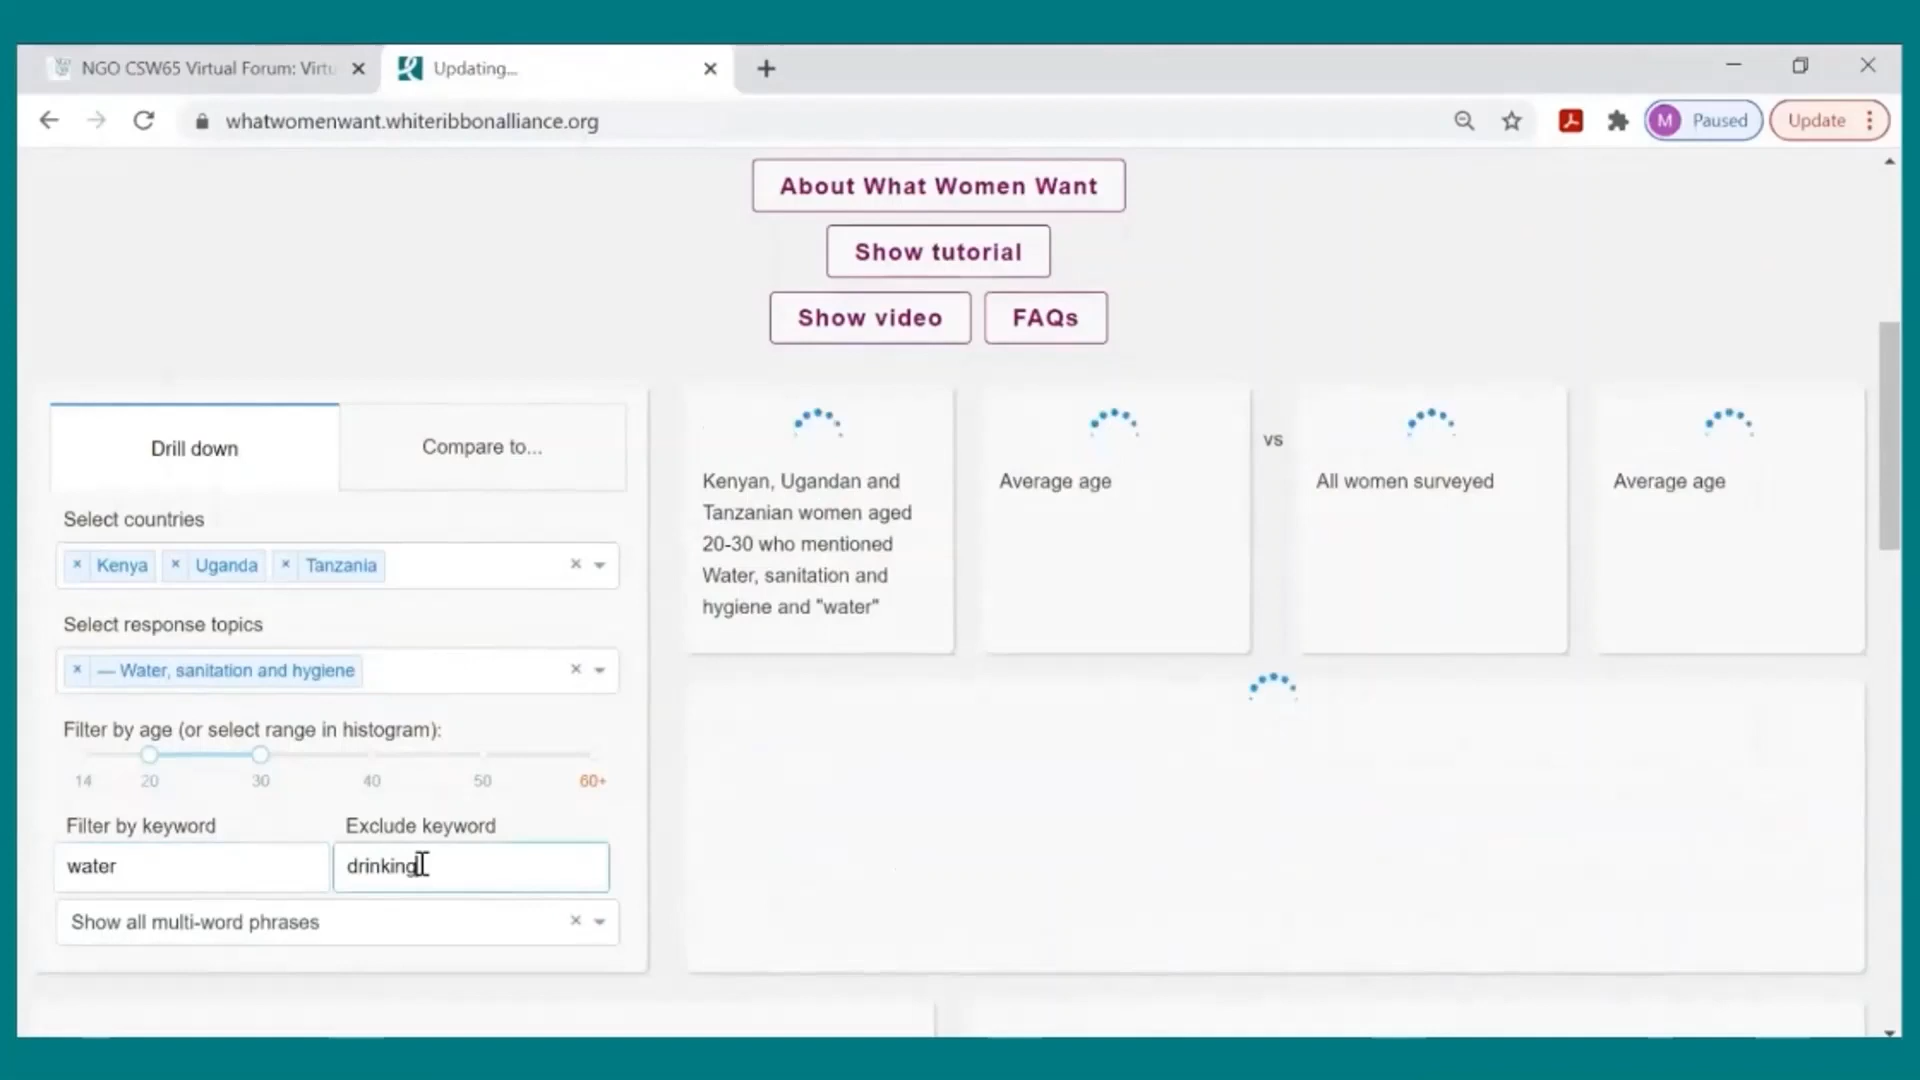 NGO CSW65 Virtual Forum: Virtu
Updating...
whatwomenwant.whiteribbonalliance.org
M Paused
Update
About What Women Want
Show tutorial
Show video
FAQs
Drill down
Compare to...
Select countries
× Kenya × Uganda × Tanzania
Select response topics
× — Water, sanitation and hygiene
Filter by age (or select range in histogram):
14 20 30 40 50 60+
Filter by keyword
Exclude keyword
water
drinking
Show all multi-word phrases
Kenyan, Ugandan and
Tanzanian women aged
20-30 who mentioned
Water, sanitation and
hygiene and "water"
Average age
vs
All women surveyed
Average age